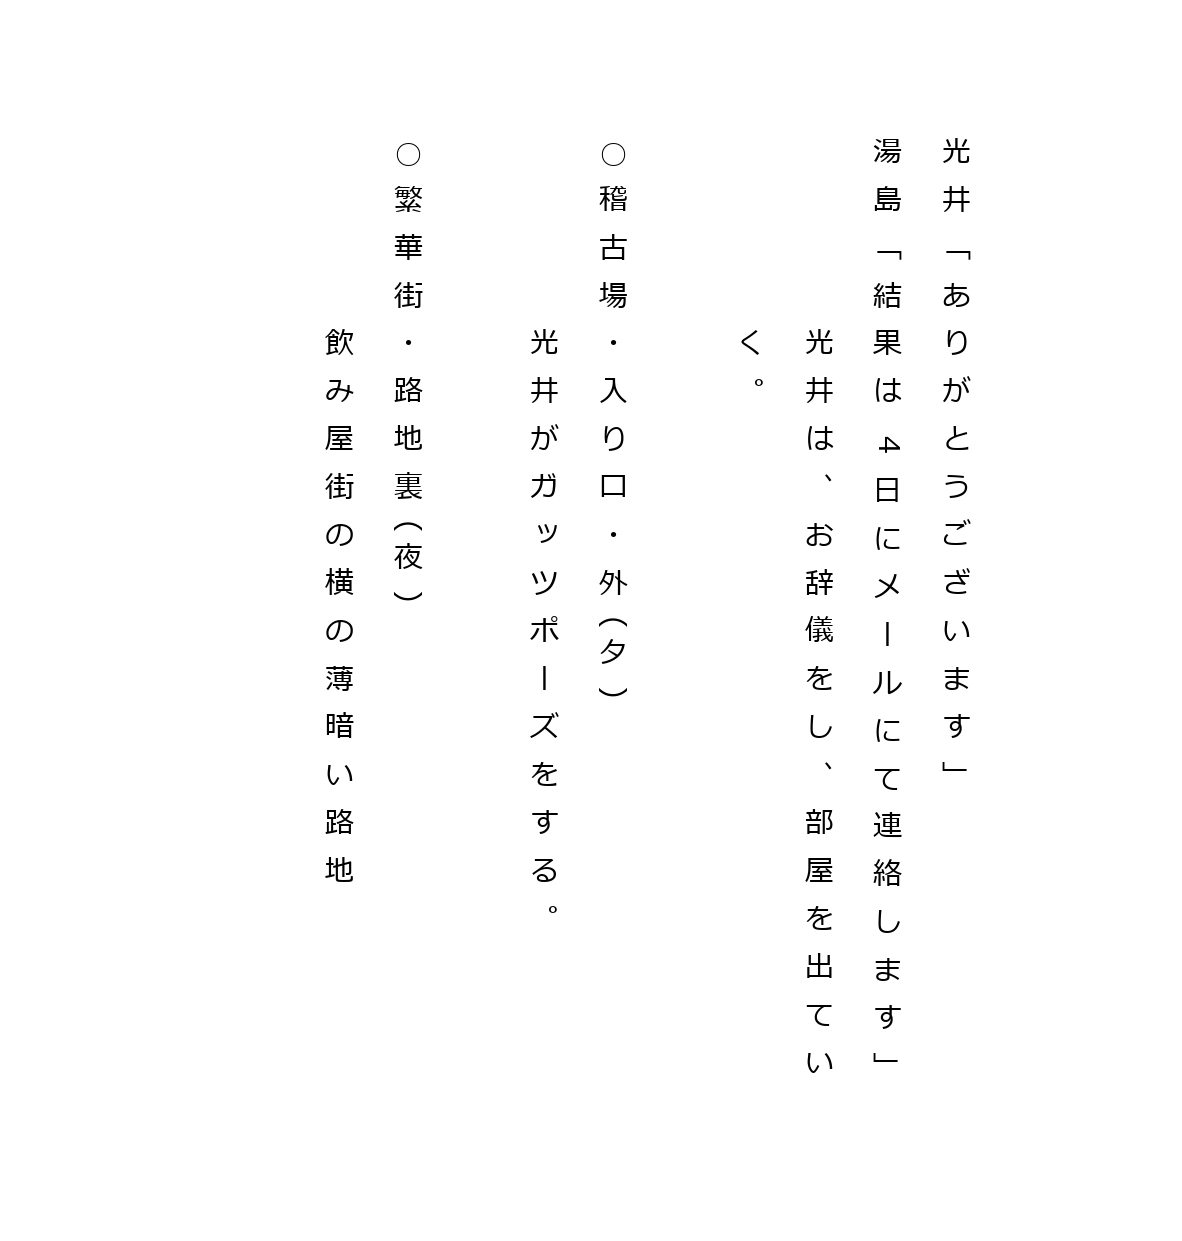 光井「ありがとうございます」
湯島「結果は4日にメールにて連絡します」
光井は、お辞儀をし、部屋を出てい
く。
○稽古場・入り口・外(夕)
光井がガッツポーズをする。
○繁華街・路地裏(夜)
飲み屋街の横の薄暗い路地